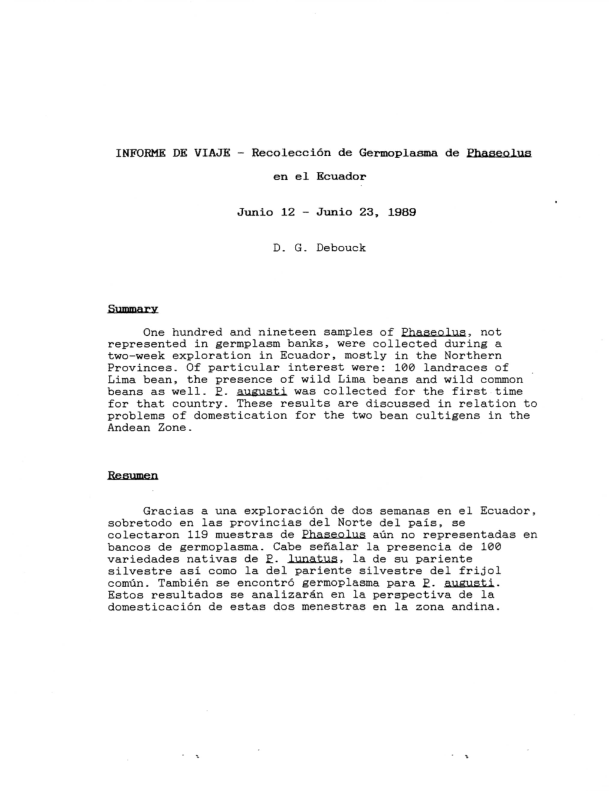 INFORME DE VIAJE - Recolección de Germoplasma de Phaseolus
en el Ecuador
Junio 12 - Junio 23, 1989
D. G. Debouck
Summary
One hundred and nineteen samples of Phaseolus, not
represented in germplasm banks, were collected during a
two-week exploration in Ecuador, mostly in the Northern
Provinces. Of particular interest were: 100 landraces of
Lima bean, the presence of wild Lima beans and wild common
beans as well. P. augusti was collected for the first time
for that country. These results are discussed in relation to
problems of domestication for the two bean cultigens in the
Andean Zone.
Resumen
Gracias a una exploración de dos semanas en el Ecuador,
sobretodo en las provincias del Norte del país, se
colectaron 119 muestras de Phaseolus aún no representadas en
bancos de germoplasma. Cabe señalar la presencia de 100
variedades nativas de P. lunatus, la de su pariente
silvestre así como la del pariente silvestre del frijol
común. También se encontró germoplasma para P. augusti.
Estos resultados se analizarán en la perspectiva de la
domesticación de estas dos menestras en la zona andina.